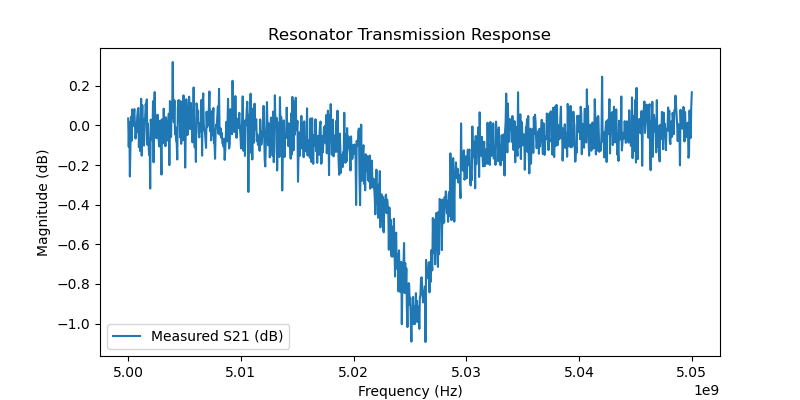 Resonator Transmission Response
Magnitude (dB)
0.2
0.0
−0.2
−0.4
−0.6
−0.8
−1.0
Measured S21 (dB)
5.00 5.01 5.02 5.03 5.04 5.05
1e9
Frequency (Hz)